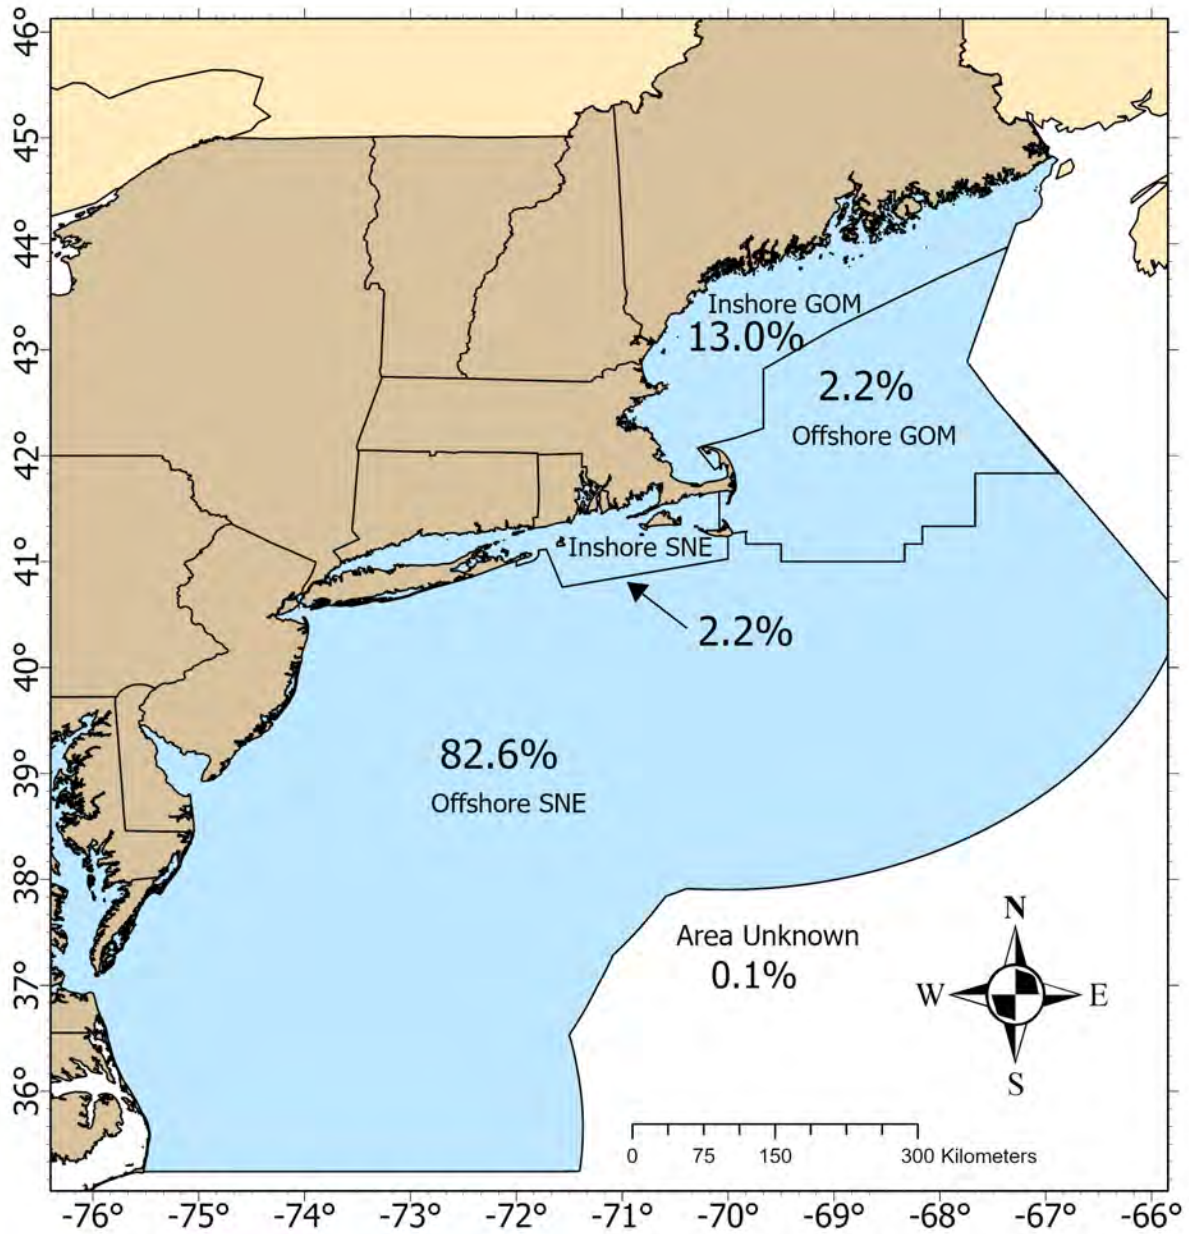 46°
45°
44°
43°
42°
41°
40°
39°
38°
37°
36°
Inshore GOM
13.0%
2.2%
Offshore GOM
Inshore SNE
2.2%
82.6%
Offshore SNE
Area Unknown
0.1%
N
W E
S
0 75 150 300 Kilometers
-76° -75° -74° -73° -72° -71° -70° -69° -68° -67° -66°